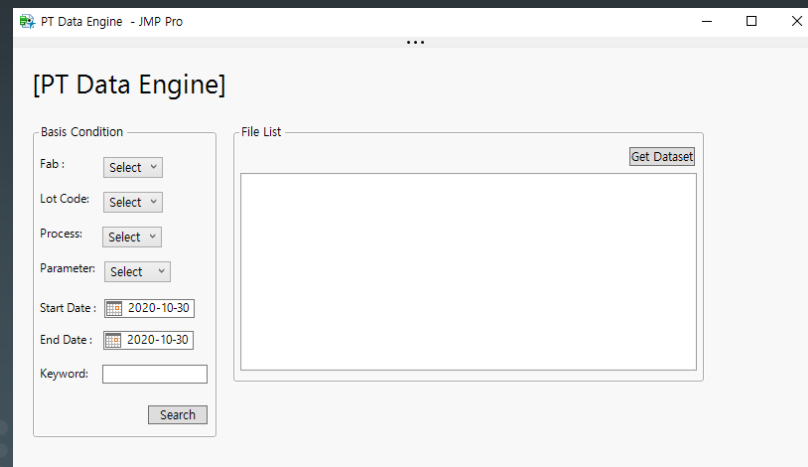 PT Data Engine - JMP Pro
[PT Data Engine]
Basis Condition
Fab :
Select
Lot Code:
Select
Process:
Select
Parameter:
Select
Start Date :
2020-10-30
End Date :
2020-10-30
Keyword:
Search
File List
Get Dataset